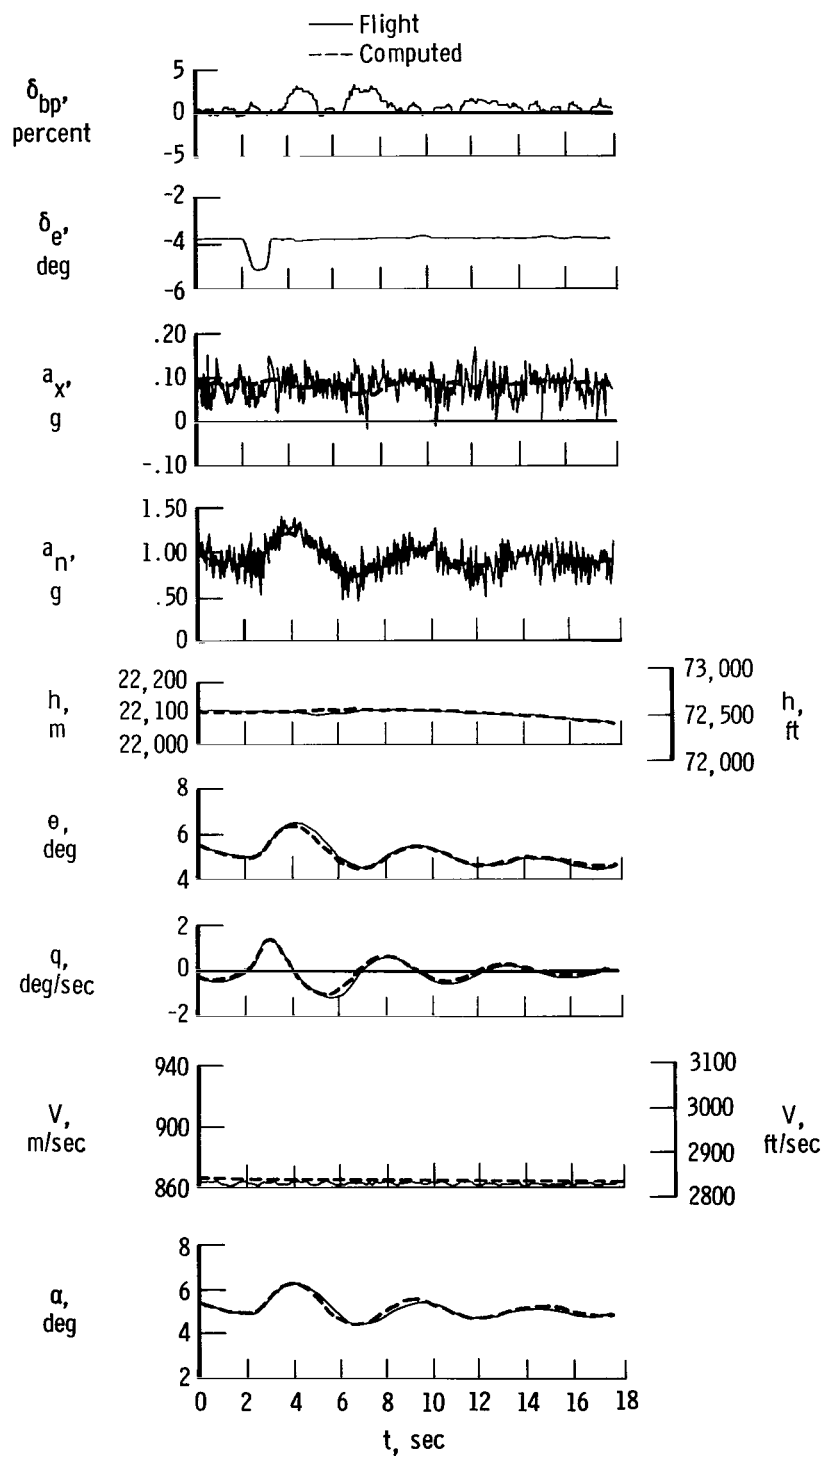 Flight
Computed
5
δbp,
0
percent
-5
-2
δe,
-4
deg
-6
.20
ax,
.10
g
0
-.10
1.50
an,
1.00
g
.50
0
22,200
73,000
h,
22,100
72,500
h,
m
22,000
ft
72,000
8
θ,
6
deg
4
2
q,
0
deg/sec
-2
940
3100
V,
3000
V,
m/sec
900
2900
ft/sec
860
2800
8
α,
6
deg
4
2
0 2 4 6 8 10 12 14 16 18
t, sec